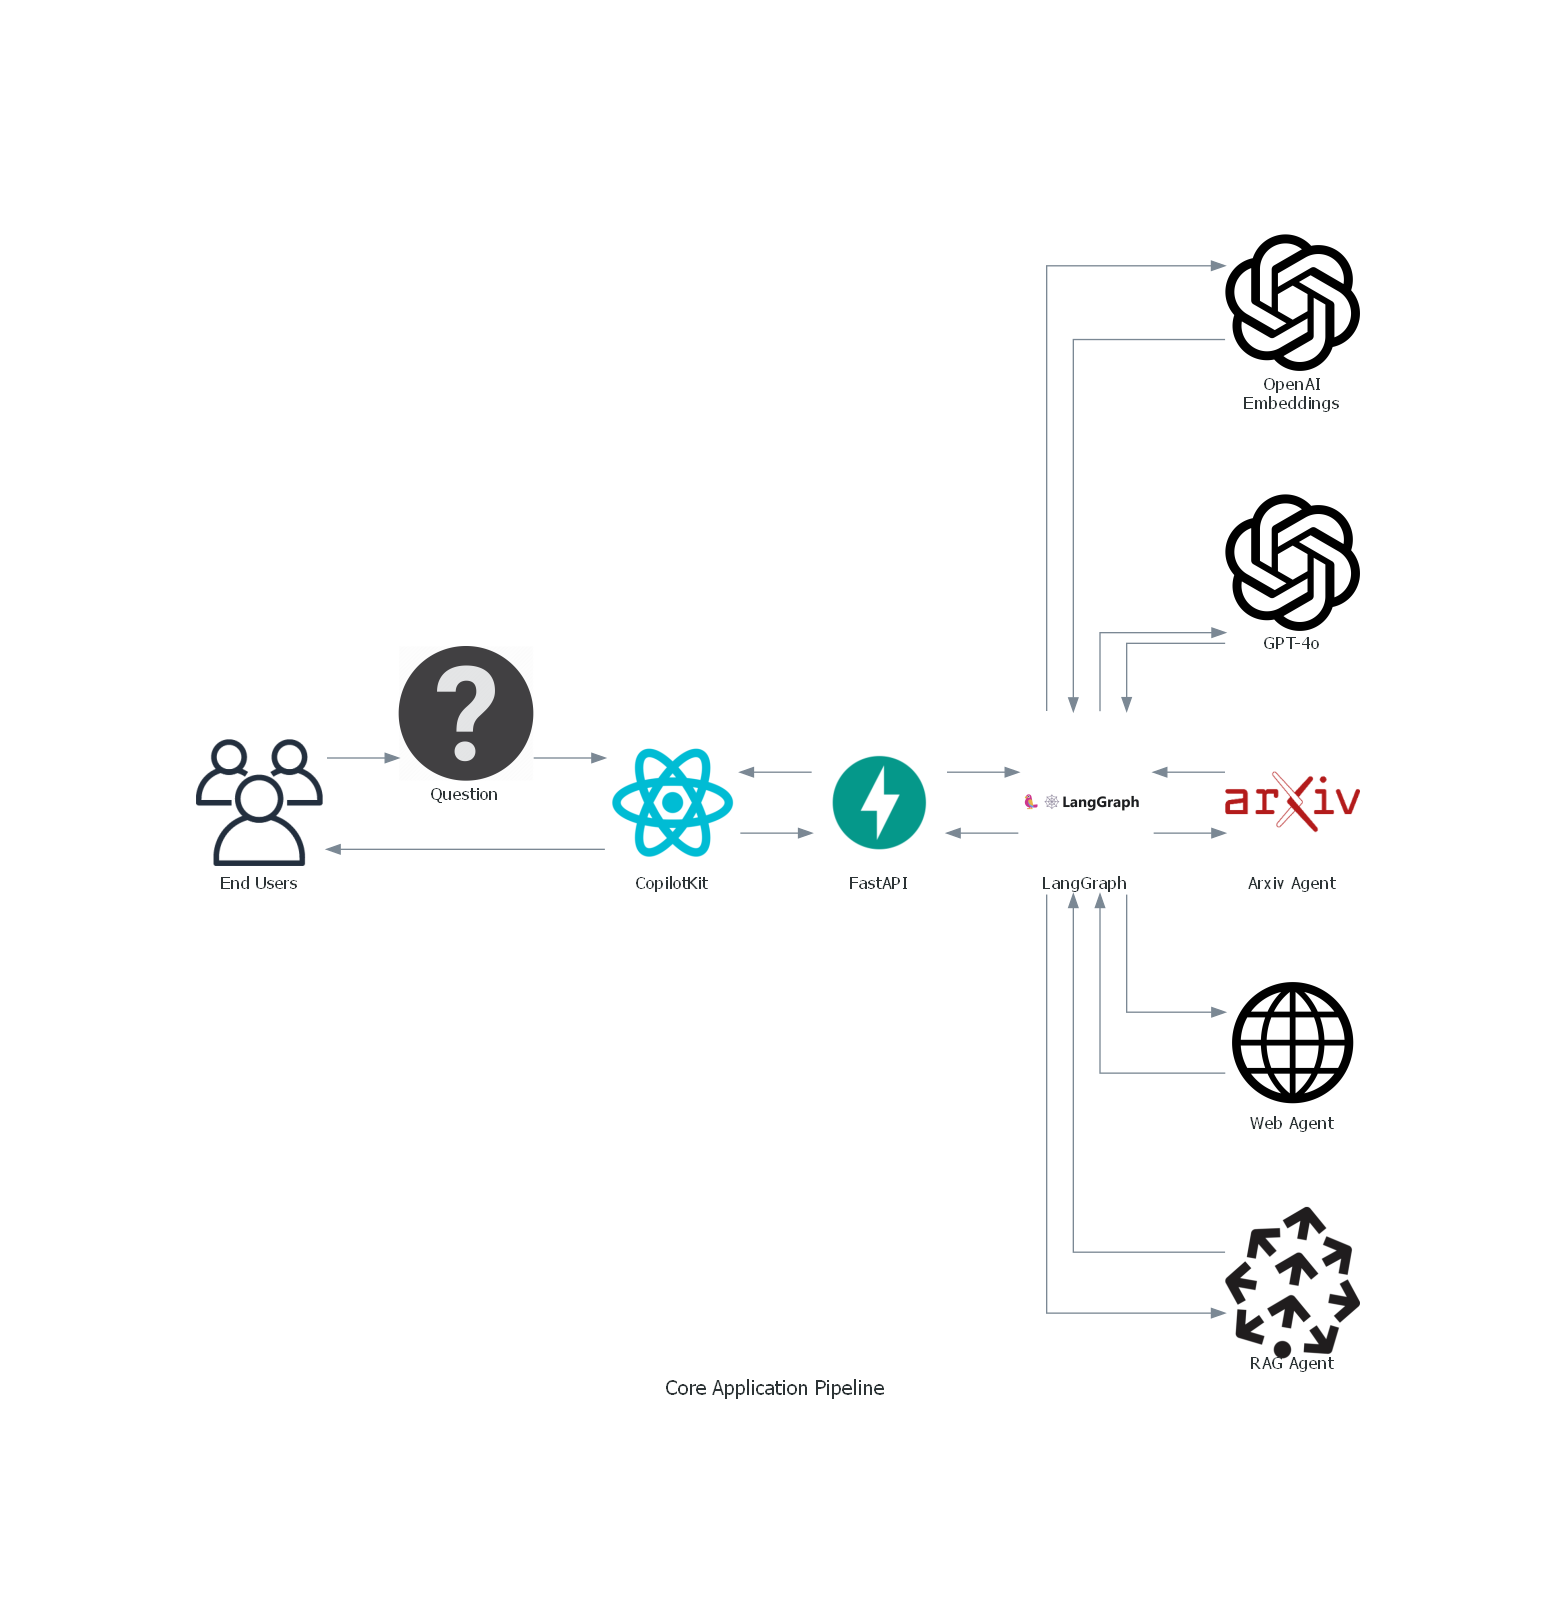 OpenAI
Embeddings
GPT-4o
Question
End Users
CopilotKit
FastAPI
LangGraph
LangGraph
arXiv
Arxiv Agent
Web Agent
RAG Agent
Core Application Pipeline